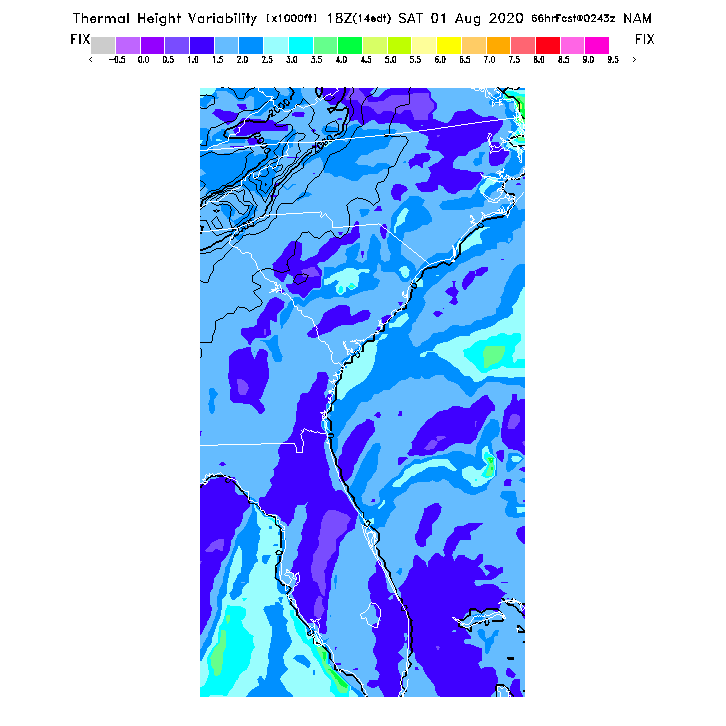 Thermal Height Variability [x1000ft] 18Z(14edt) SAT 01 Aug 2020 66hrFcst@0243z NAM
FIX FIX
< -0.5 0.0 0.5 1.0 1.5 2.0 2.5 3.0 3.5 4.0 4.5 5.0 5.5 6.0 6.5 7.0 7.5 8.0 8.5 9.0 9.5 >
2000
2000